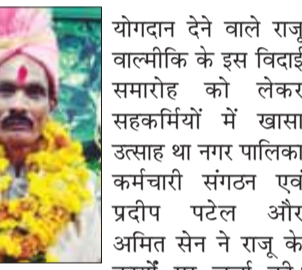 योगदान देने वाले राजू
वाल्मीकि के इस विदाई
समारोह को लेकर
सहकर्मियों में खासा
उत्साह था नगर पालिका
कर्मचारी संगठन एवं
प्रदीप पटेल और
अमित सेन ने राजू के